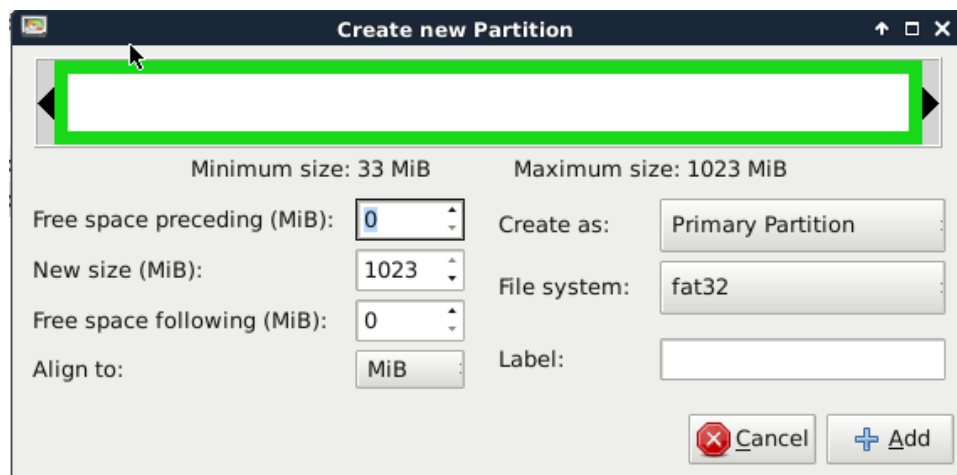 Create new Partition
Minimum size: 33 MiB Maximum size: 1023 MiB
Free space preceding (MiB): 0
Create as: Primary Partition
New size (MiB): 1023
File system: fat32
Free space following (MiB): 0
Label:
Align to: MiB
Cancel Add